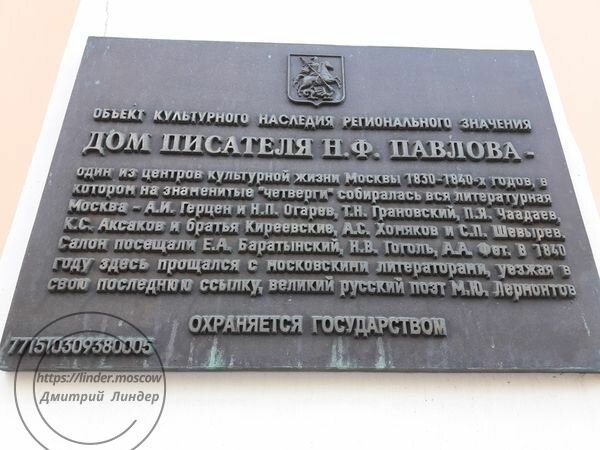 ОБЪЕКТ КУЛЬТУРНОГО НАСЛЕДИЯ РЕГИОНАЛЬНОГО ЗНАЧЕНИЯ
ДОМ ПИСАТЕЛЯ Н.Ф. ПАВЛОВА -
один из центров культурной жизни Москвы 1830-1840-х годов, в
котором на знаменитые "четверги" собиралась вся литературная
Москва - А.И. Герцен и Н.П. Огарев, Т.Н. Грановский, П.Я. Чаадаев,
К.С. Аксаков и братья Киреевские, А.С. Хомяков и С.П. Шевырев.
Салон посещали Е.А. Баратынский, Н.В. Гоголь, А.А. Фет. В 1840
году здесь прощался с московскими литераторами, уезжая в
свою последнюю ссылку, великий русский поэт М.Ю. Лермонтов
ОХРАНЯЕТСЯ ГОСУДАРСТВОМ
771510309380005
https://linder.moscow
Дмитрий Линдер